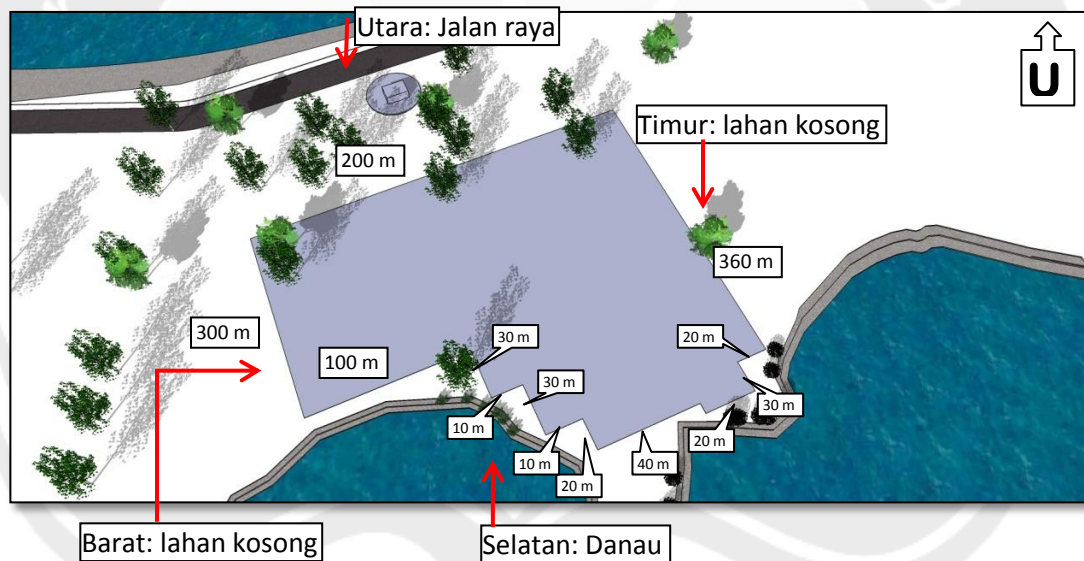 Utara: Jalan raya
U
Timur: lahan kosong
200 m
360 m
300 m
100 m
30 m
20 m
30 m
10 m
30 m
20 m
10 m
20 m
40 m
Barat: lahan kosong
Selatan: Danau